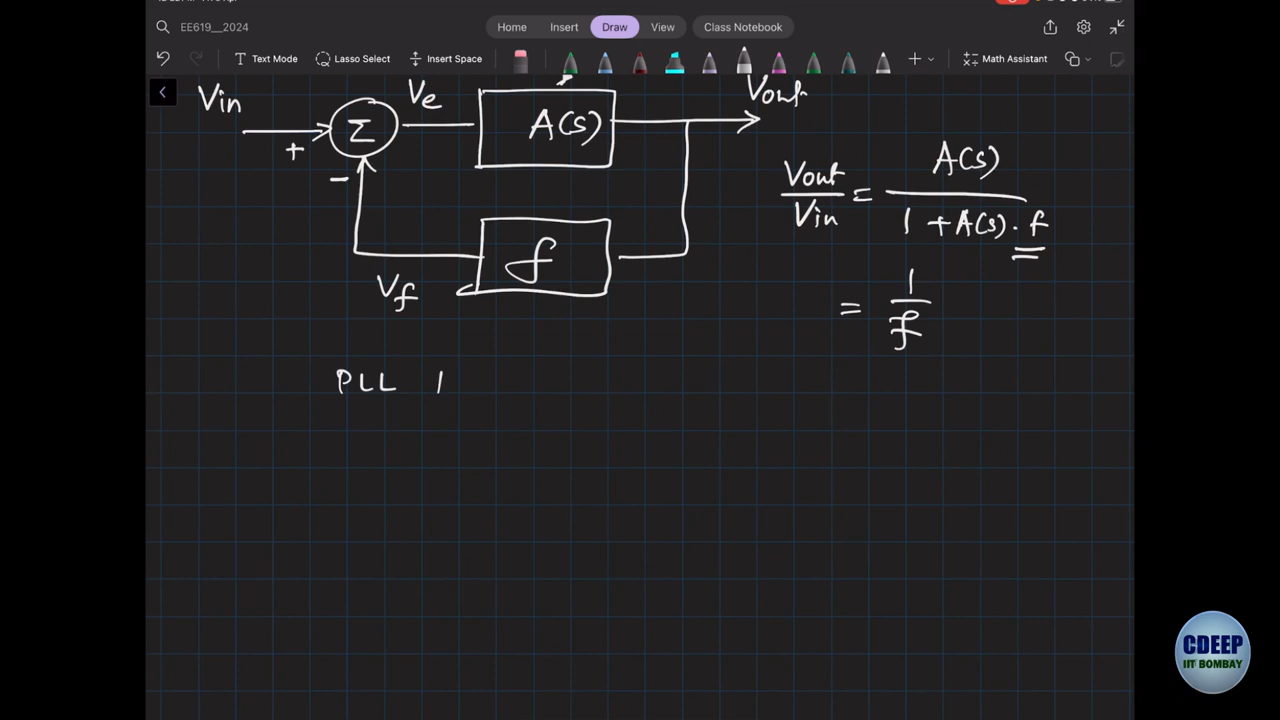 EE619__2024
Home Insert Draw View Class Notebook
Text Mode Lasso Select Insert Space Math Assistant
Vin Ve A(s) Vout
+
-
Vout/Vin = A(s)/(1 + A(s) . f)
f
Vf
= 1/f
PLL 1
CDEEP
IIT BOMBAY